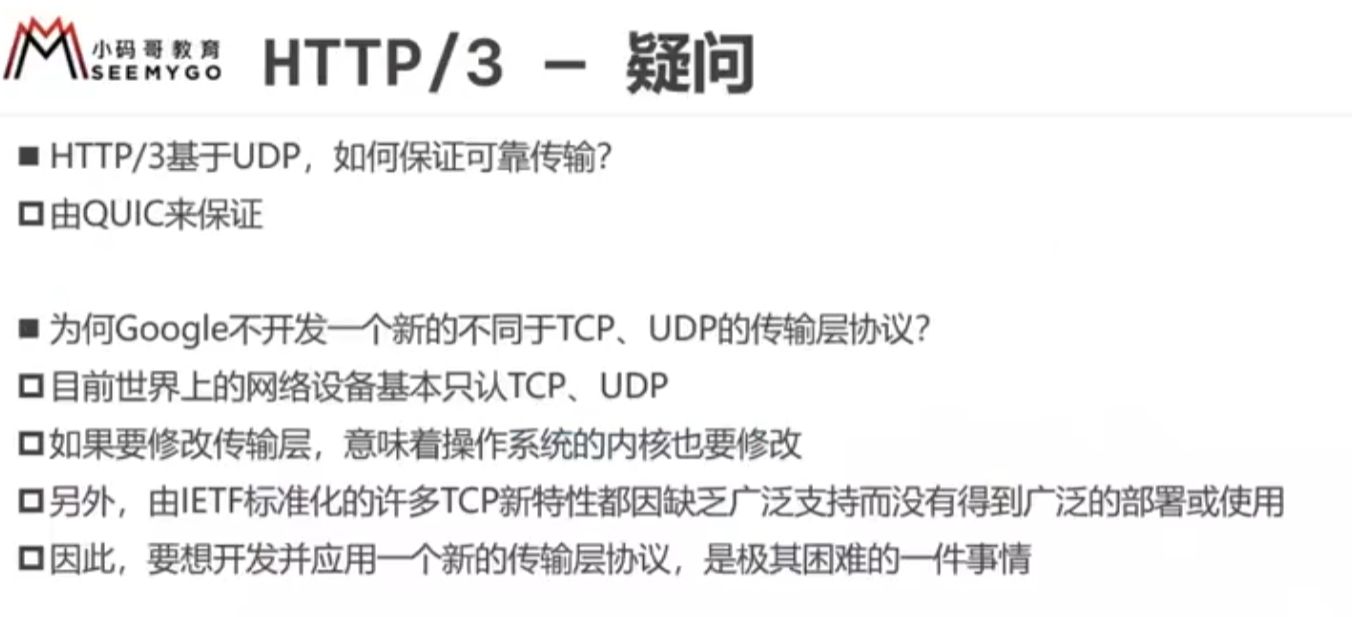 小码哥教育
SEEMYGO
HTTP/3 - 疑问
■ HTTP/3基于UDP，如何保证可靠传输？
□ 由QUIC来保证
■ 为何Google不开发一个新的不同于TCP、UDP的传输层协议？
□ 目前世界上的网络设备基本只认TCP、UDP
□ 如果要修改传输层，意味着操作系统的内核也要修改
□ 另外，由IETF标准化的许多TCP新特性都因缺乏广泛支持而没有得到广泛的部署或使用
□ 因此，要想开发并应用一个新的传输层协议，是极其困难的一件事情